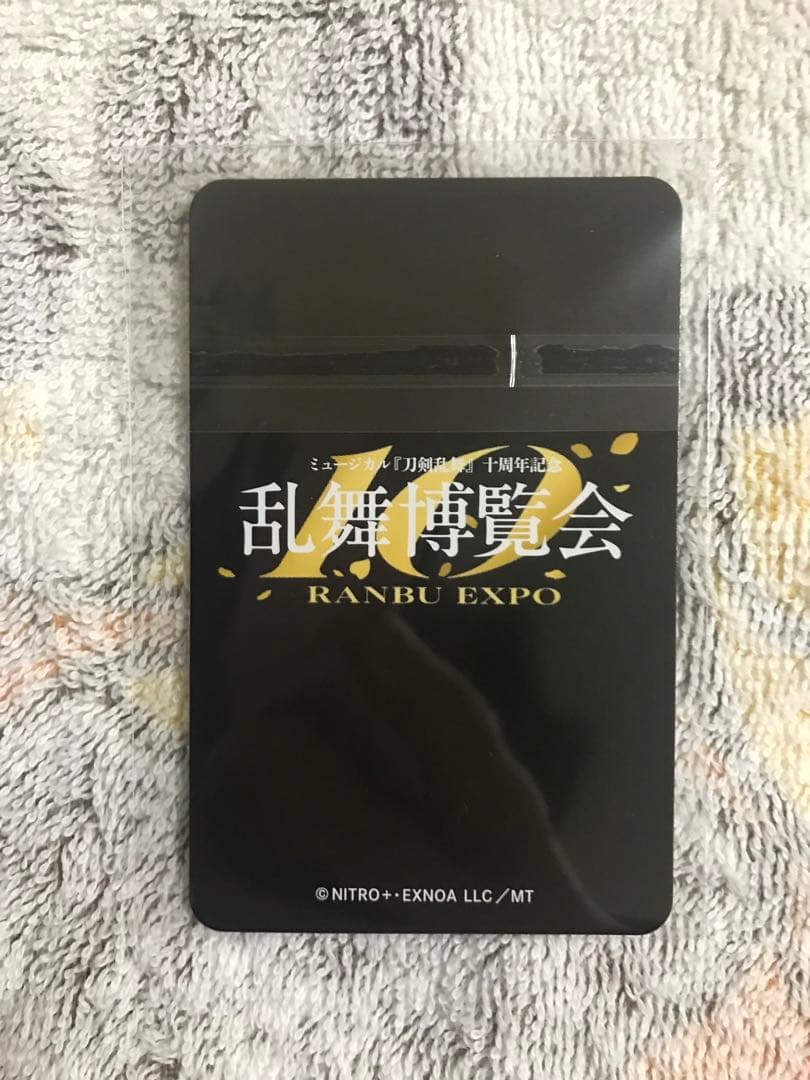 ミュージカル『刀剣乱舞』 十周年記念
10
乱舞博覧会
RANBU EXPO
©NITRO+・EXNOA LLC/MT